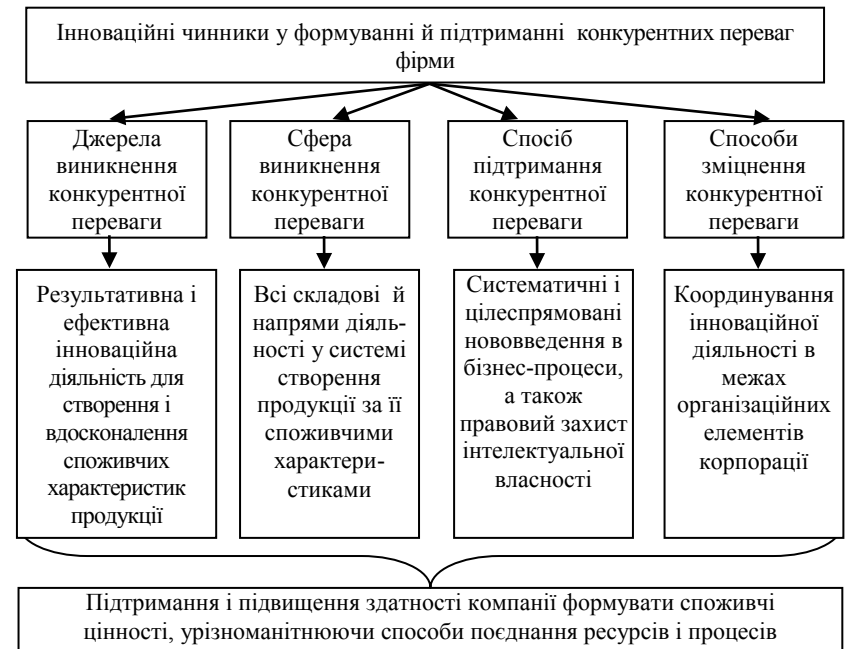 Інноваційні чинники у формуванні й підтриманні конкурентних переваг
фірми
Джерела
виникнення
конкурентної
переваги
Сфера
виникнення
конкурентної
переваги
Спосіб
підтримання
конкурентної
переваги
Способи
зміцнення
конкурентної
переваги
Результативна і
ефективна
інноваційна
діяльність для
створення і
вдосконалення
споживчих
характеристик
продукції
Всі складові й
напрями діяль-
ності у системі
створення
продукції за її
споживчими
характери-
стиками
Систематичні і
цілеспрямовані
нововведення в
бізнес-процеси,
а також
правовий захист
інтелектуальної
власності
Координування
інноваційної
діяльності в
межах
організаційних
елементів
корпорації
Підтримання і підвищення здатності компанії формувати споживчі
цінності, урізноманітнюючи способи поєднання ресурсів і процесів